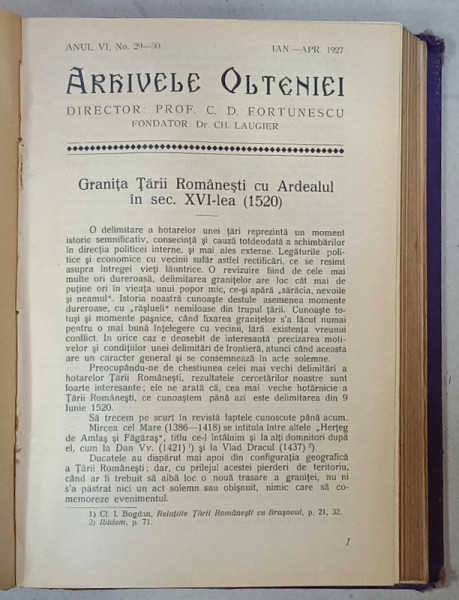 ANUL VI, No. 29—30 IAN.—APR. 1927
ARHIVELE OLTENIEI
DIRECTOR: PROF. C. D. FORTUNESCU
FONDATOR: Dr. CH. LAUGIER
Granița Țării Românești cu Ardealul
în sec. XVI-lea (1520)
O delimitare a hotarelor unei țări reprezintă un moment
istoric semnificativ, consecință și cauză totdeodată a schimbărilor
în direcția politicei interne, și mai ales externe. Legăturile poli-
tice și economice cu vecinii sufăr astfel rectificări, ce se resimt
asupra întregei vieți lăuntrice. O revizuire fiind de cele mai
multe ori dureroasă, delimitarea granițelor are loc cât mai de
puține ori în vieața unui popor mic, ce-și apără „sărăcia, nevoile
și neamul". Istoria noastră cunoaște destule asemenea momente
dureroase, cu „rășlueli" nemiloase din trupul țării. Cunoaște to-
tuși și momente pașnice, când fixarea granițelor s'a făcut numai
pentru o mai bună înțelegere cu vecinii, fără existența vreunui
conflict. In orice caz e deosebit de interesantă precizarea moti-
velor și condițiilor unei delimitări de frontieră, atunci când aceasta
are un caracter general și se consemnează în acte solemne.
Preocupându-ne de chestiunea celei mai vechi delimitări a
hotarelor Țării Românești, rezultatele cercetărilor noastre sunt
foarte interesante; ele ne arată că, cea mai veche hotărnicie a
Țării Românești, ce cunoaștem până azi este delimitarea din 9
Iunie 1520.
Să trecem pe scurt în revistă faptele cunoscute până acum.
Mircea cel Mare (1386—1418) se intitula între altele „Herțeg
de Amlaș și Făgăraș", titlu ce-l întâlnim și la alți domnitori după
el, cum la Dan Vv. (1421) ¹) și la Vlad Dracul (1437) ²).
Ducatele au dispărut mai apoi din configurația geografică
a Țării Românești; dar, cu prilejul acestei pierderi de teritoriu,
când ar fi trebuit să aibă loc o nouă trasare a graniței, nu ni
s'a păstrat nici un act solemn sau obișnuit, nimic care să co-
memoreze evenimentul.
1) Cf. I. Bogdan, Relațiile Țării Românești cu Brașovul, p. 21, 32.
2) Ibidem, p. 71.
1